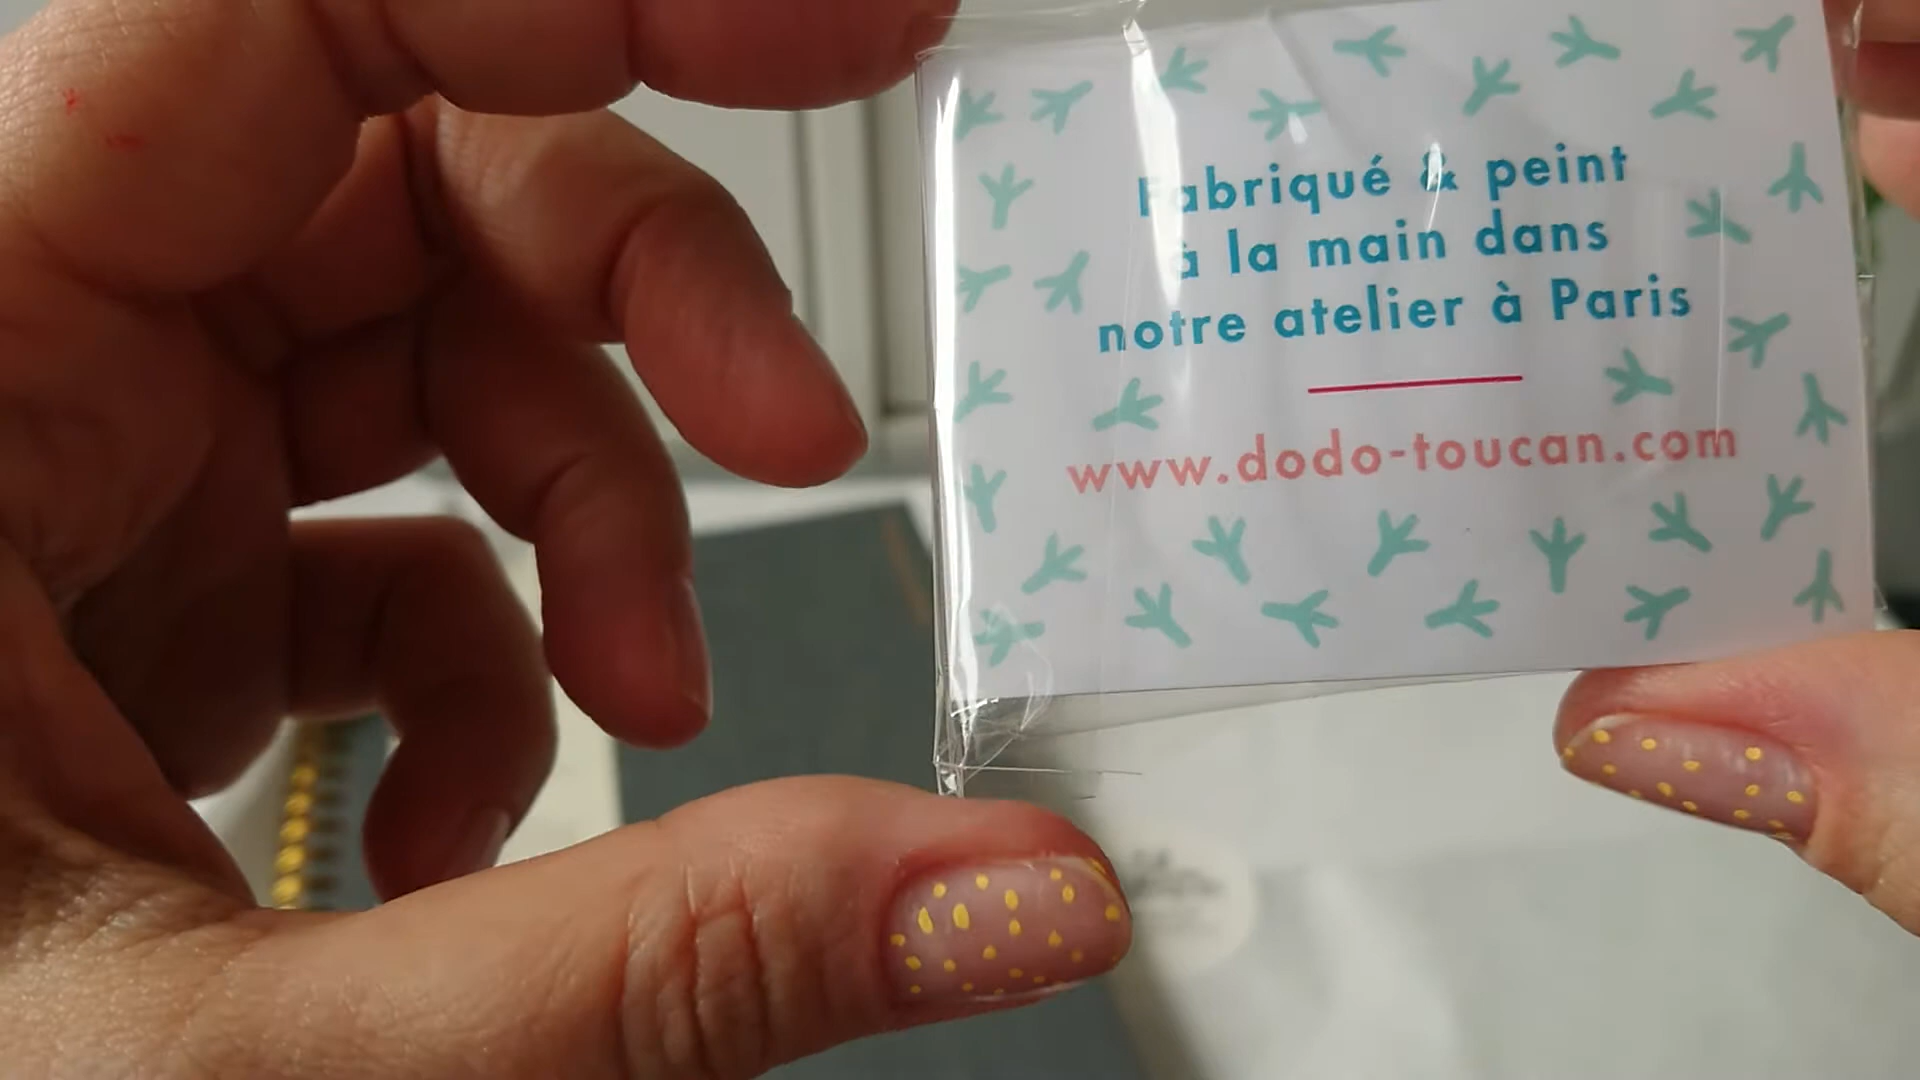 Fabriqué & peint
à la main dans
notre atelier à Paris
www.dodo-toucan.com